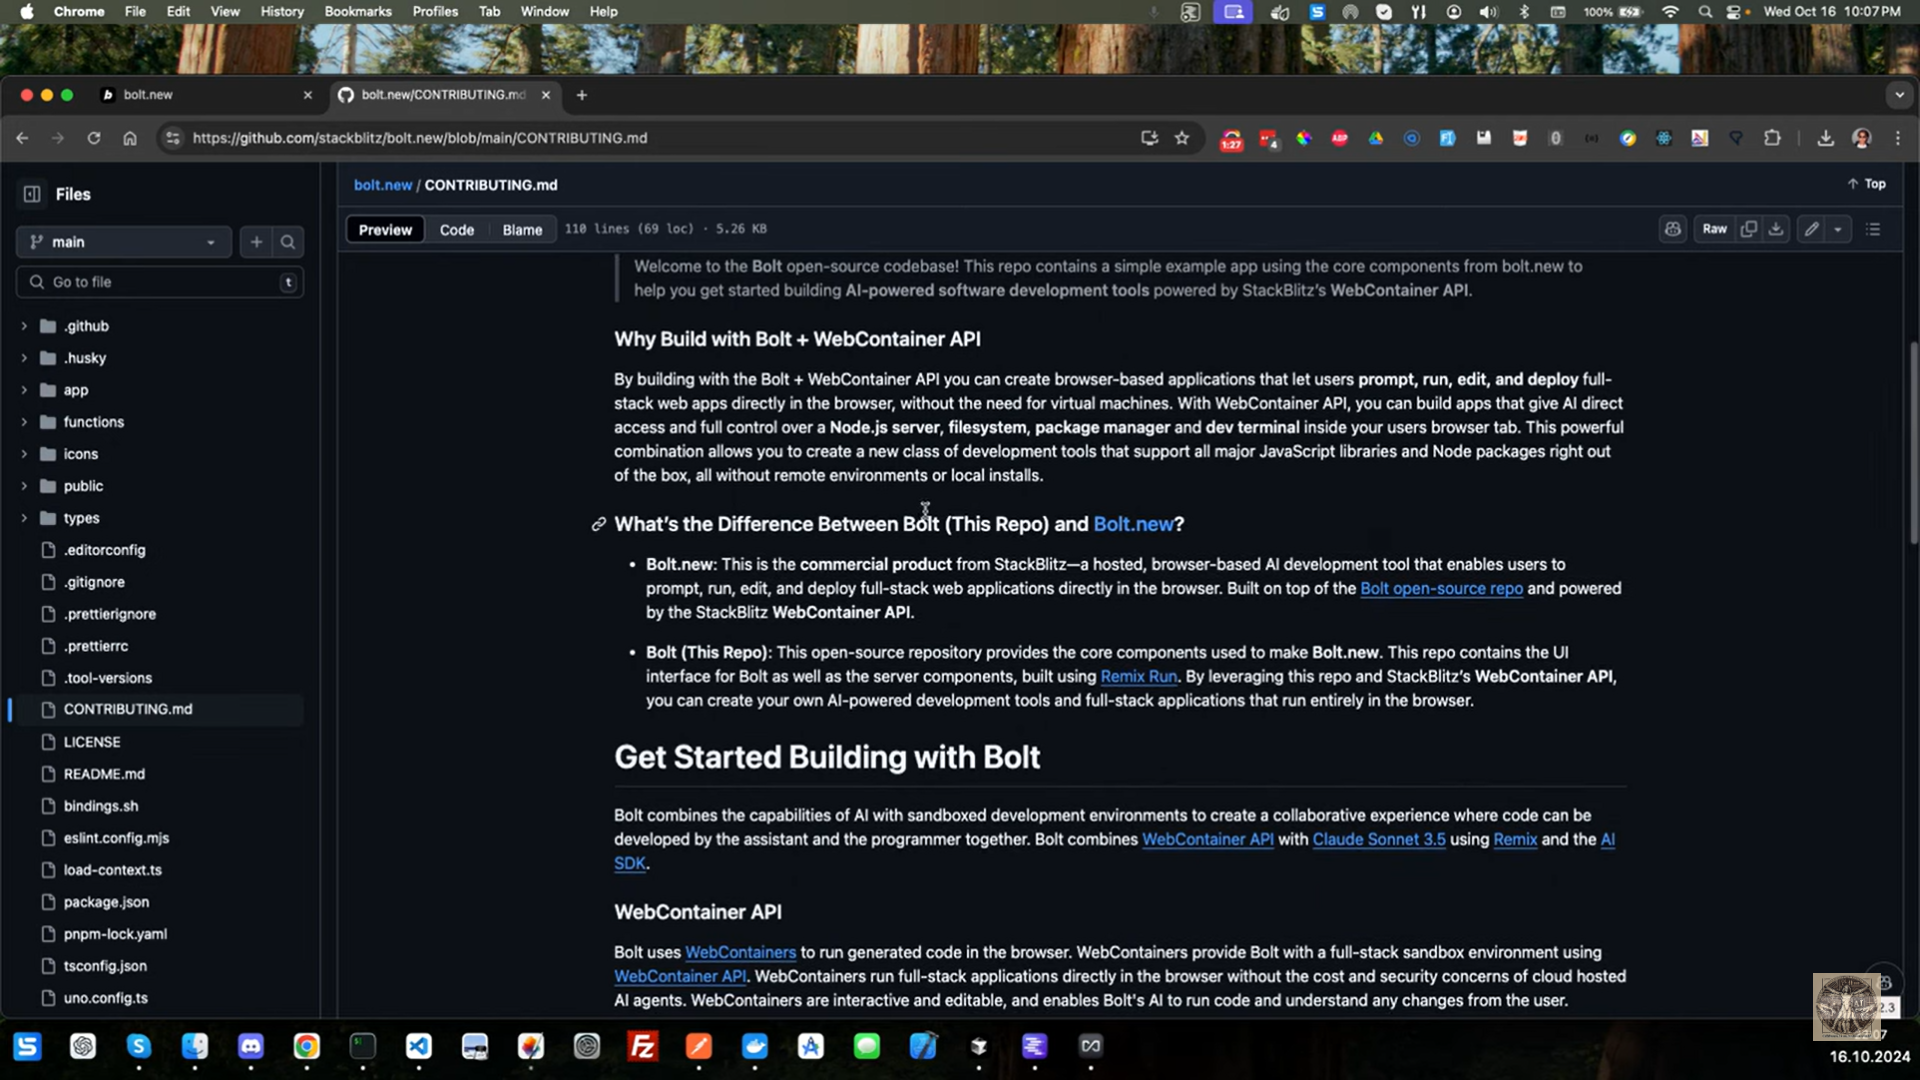 Chrome File Edit View History Bookmarks Profiles Tab Window Help 100% Wed Oct 16 10:07 PM
bolt.new
bolt.new/CONTRIBUTING.md
https://github.com/stackblitz/bolt.new/blob/main/CONTRIBUTING.md
1:27
4
ABP
Files
main
Go to file
t
.github
.husky
app
functions
icons
public
types
.editorconfig
.gitignore
.prettierignore
.prettierrc
.tool-versions
CONTRIBUTING.md
LICENSE
README.md
bindings.sh
eslint.config.mjs
load-context.ts
package.json
pnpm-lock.yaml
tsconfig.json
uno.config.ts
bolt.new / CONTRIBUTING.md
Top
Preview Code Blame 110 lines (69 loc) · 5.26 KB
Raw
Welcome to the Bolt open-source codebase! This repo contains a simple example app using the core components from bolt.new to
help you get started building AI-powered software development tools powered by StackBlitz’s WebContainer API.
Why Build with Bolt + WebContainer API
By building with the Bolt + WebContainer API you can create browser-based applications that let users prompt, run, edit, and deploy full-
stack web apps directly in the browser, without the need for virtual machines. With WebContainer API, you can build apps that give AI direct
access and full control over a Node.js server, filesystem, package manager and dev terminal inside your users browser tab. This powerful
combination allows you to create a new class of development tools that support all major JavaScript libraries and Node packages right out
of the box, all without remote environments or local installs.
What’s the Difference Between Bolt (This Repo) and Bolt.new?
• Bolt.new: This is the commercial product from StackBlitz—a hosted, browser-based AI development tool that enables users to
prompt, run, edit, and deploy full-stack web applications directly in the browser. Built on top of the Bolt open-source repo and powered
by the StackBlitz WebContainer API.
• Bolt (This Repo): This open-source repository provides the core components used to make Bolt.new. This repo contains the UI
interface for Bolt as well as the server components, built using Remix Run. By leveraging this repo and StackBlitz’s WebContainer API,
you can create your own AI-powered development tools and full-stack applications that run entirely in the browser.
Get Started Building with Bolt
Bolt combines the capabilities of AI with sandboxed development environments to create a collaborative experience where code can be
developed by the assistant and the programmer together. Bolt combines WebContainer API with Claude Sonnet 3.5 using Remix and the AI
SDK.
WebContainer API
Bolt uses WebContainers to run generated code in the browser. WebContainers provide Bolt with a full-stack sandbox environment using
WebContainer API. WebContainers run full-stack applications directly in the browser without the cost and security concerns of cloud hosted
AI agents. WebContainers are interactive and editable, and enables Bolt's AI to run code and understand any changes from the user.
16.10.2024